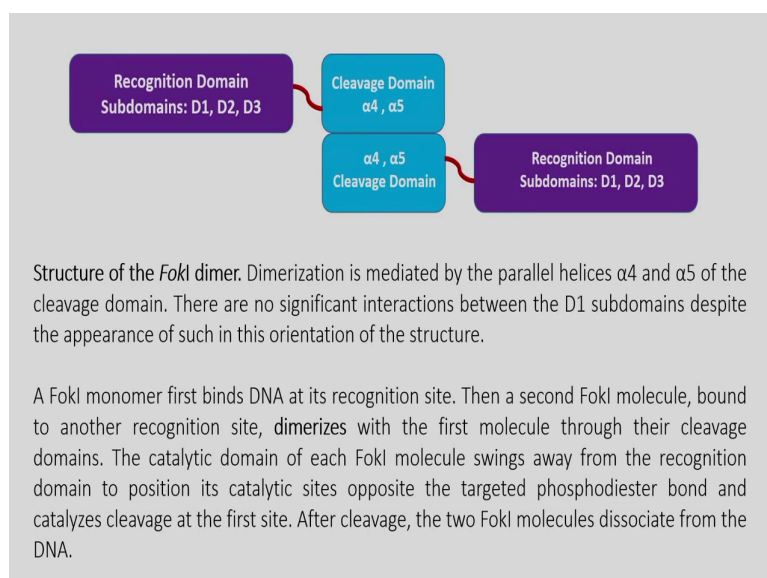 Recognition Domain
Subdomains: D1, D2, D3
Cleavage Domain
α4 , α5
α4 , α5
Cleavage Domain
Recognition Domain
Subdomains: D1, D2, D3
Structure of the FokI dimer. Dimerization is mediated by the parallel helices α4 and α5 of the
cleavage domain. There are no significant interactions between the D1 subdomains despite
the appearance of such in this orientation of the structure.
A FokI monomer first binds DNA at its recognition site. Then a second FokI molecule, bound
to another recognition site, dimerizes with the first molecule through their cleavage
domains. The catalytic domain of each FokI molecule swings away from the recognition
domain to position its catalytic sites opposite the targeted phosphodiester bond and
catalyzes cleavage at the first site. After cleavage, the two FokI molecules dissociate from the
DNA.